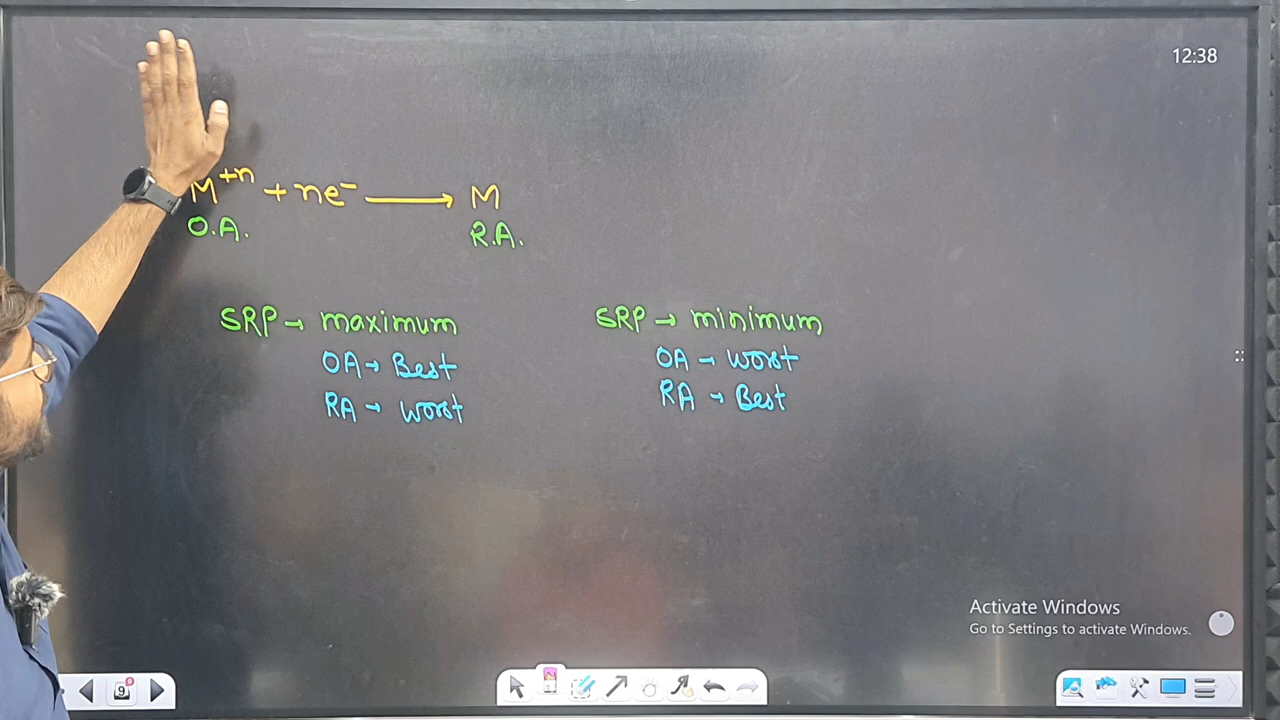 12:38
M⁺ⁿ + ne⁻ ⟶ M
O.A. R.A.
SRP → maximum
OA → Best
RA → worst
SRP → minimum
OA → worst
RA → Best
Activate Windows
Go to Settings to activate Windows.
9